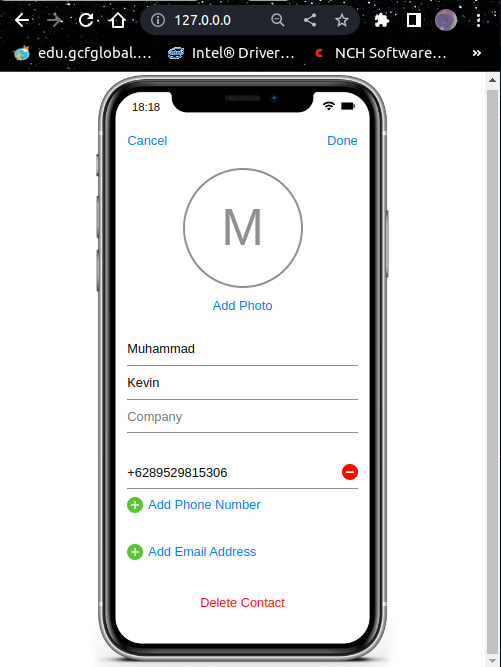 127.0.0.0
edu.gcfglobal.… Intel® Driver… NCH Software…
»
18:18
Cancel Done
M
Add Photo
Muhammad
Kevin
Company
+6289529815306
Add Phone Number
Add Email Address
Delete Contact